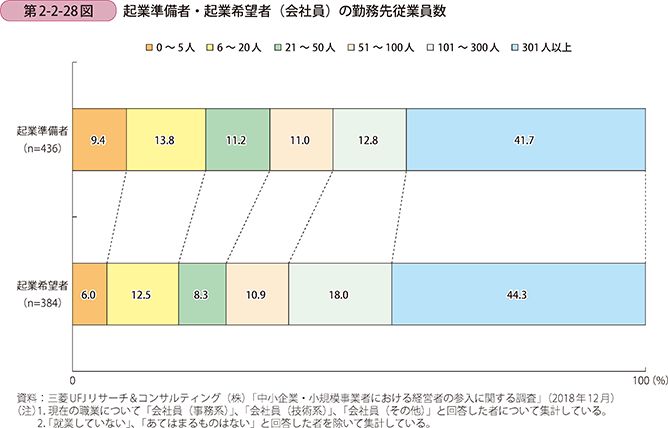 第2-2-28図 起業準備者・起業希望者（会社員）の勤務先従業員数
0～5人 6～20人 21～50人 51～100人 101～300人 301人以上
起業準備者
（n=436）
9.4 13.8 11.2 11.0 12.8 41.7
起業希望者
（n=384）
6.0 12.5 8.3 10.9 18.0 44.3
0 100（%）
資料：三菱UFJリサーチ＆コンサルティング（株）「中小企業・小規模事業者における経営者の参入に関する調査」（2018年12月）
（注）1. 現在の職業について「会社員（事務系）」、「会社員（技術系）」、「会社員（その他）」と回答した者について集計している。
2.「就業していない」、「あてはまるものはない」と回答した者を除いて集計している。